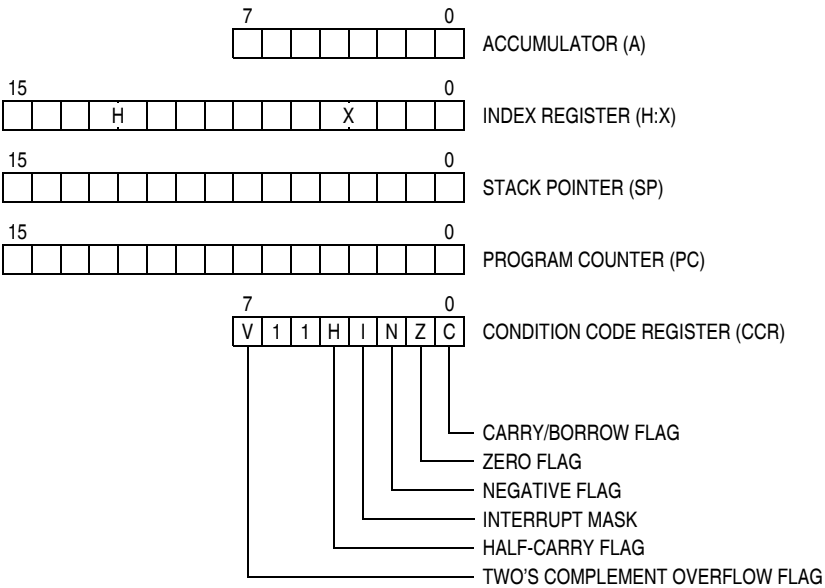 7 0
ACCUMULATOR (A)
15 0
H X INDEX REGISTER (H:X)
15 0
STACK POINTER (SP)
15 0
PROGRAM COUNTER (PC)
7 0
V 1 1 H I N Z C CONDITION CODE REGISTER (CCR)
CARRY/BORROW FLAG
ZERO FLAG
NEGATIVE FLAG
INTERRUPT MASK
HALF-CARRY FLAG
TWO'S COMPLEMENT OVERFLOW FLAG